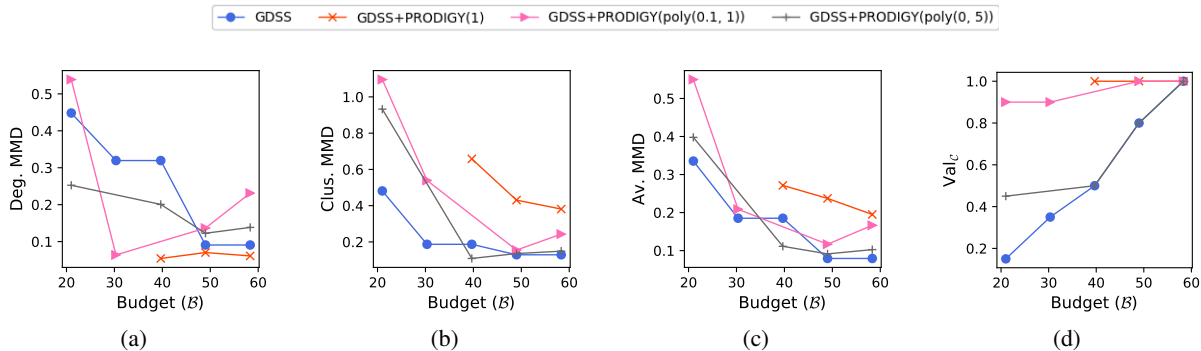 GDSS GDSS+PRODIGY(1) GDSS+PRODIGY(poly(0.1, 1)) GDSS+PRODIGY(poly(0, 5))
Deg. MMD
0.5
0.4
0.3
0.2
0.1
20 30 40 50 60
Budget (ℬ)
(a)
Clus. MMD
1.0
0.8
0.6
0.4
0.2
20 30 40 50 60
Budget (ℬ)
(b)
Av. MMD
0.5
0.4
0.3
0.2
0.1
20 30 40 50 60
Budget (ℬ)
(c)
Val𝒞
1.0
0.8
0.6
0.4
0.2
20 30 40 50 60
Budget (ℬ)
(d)